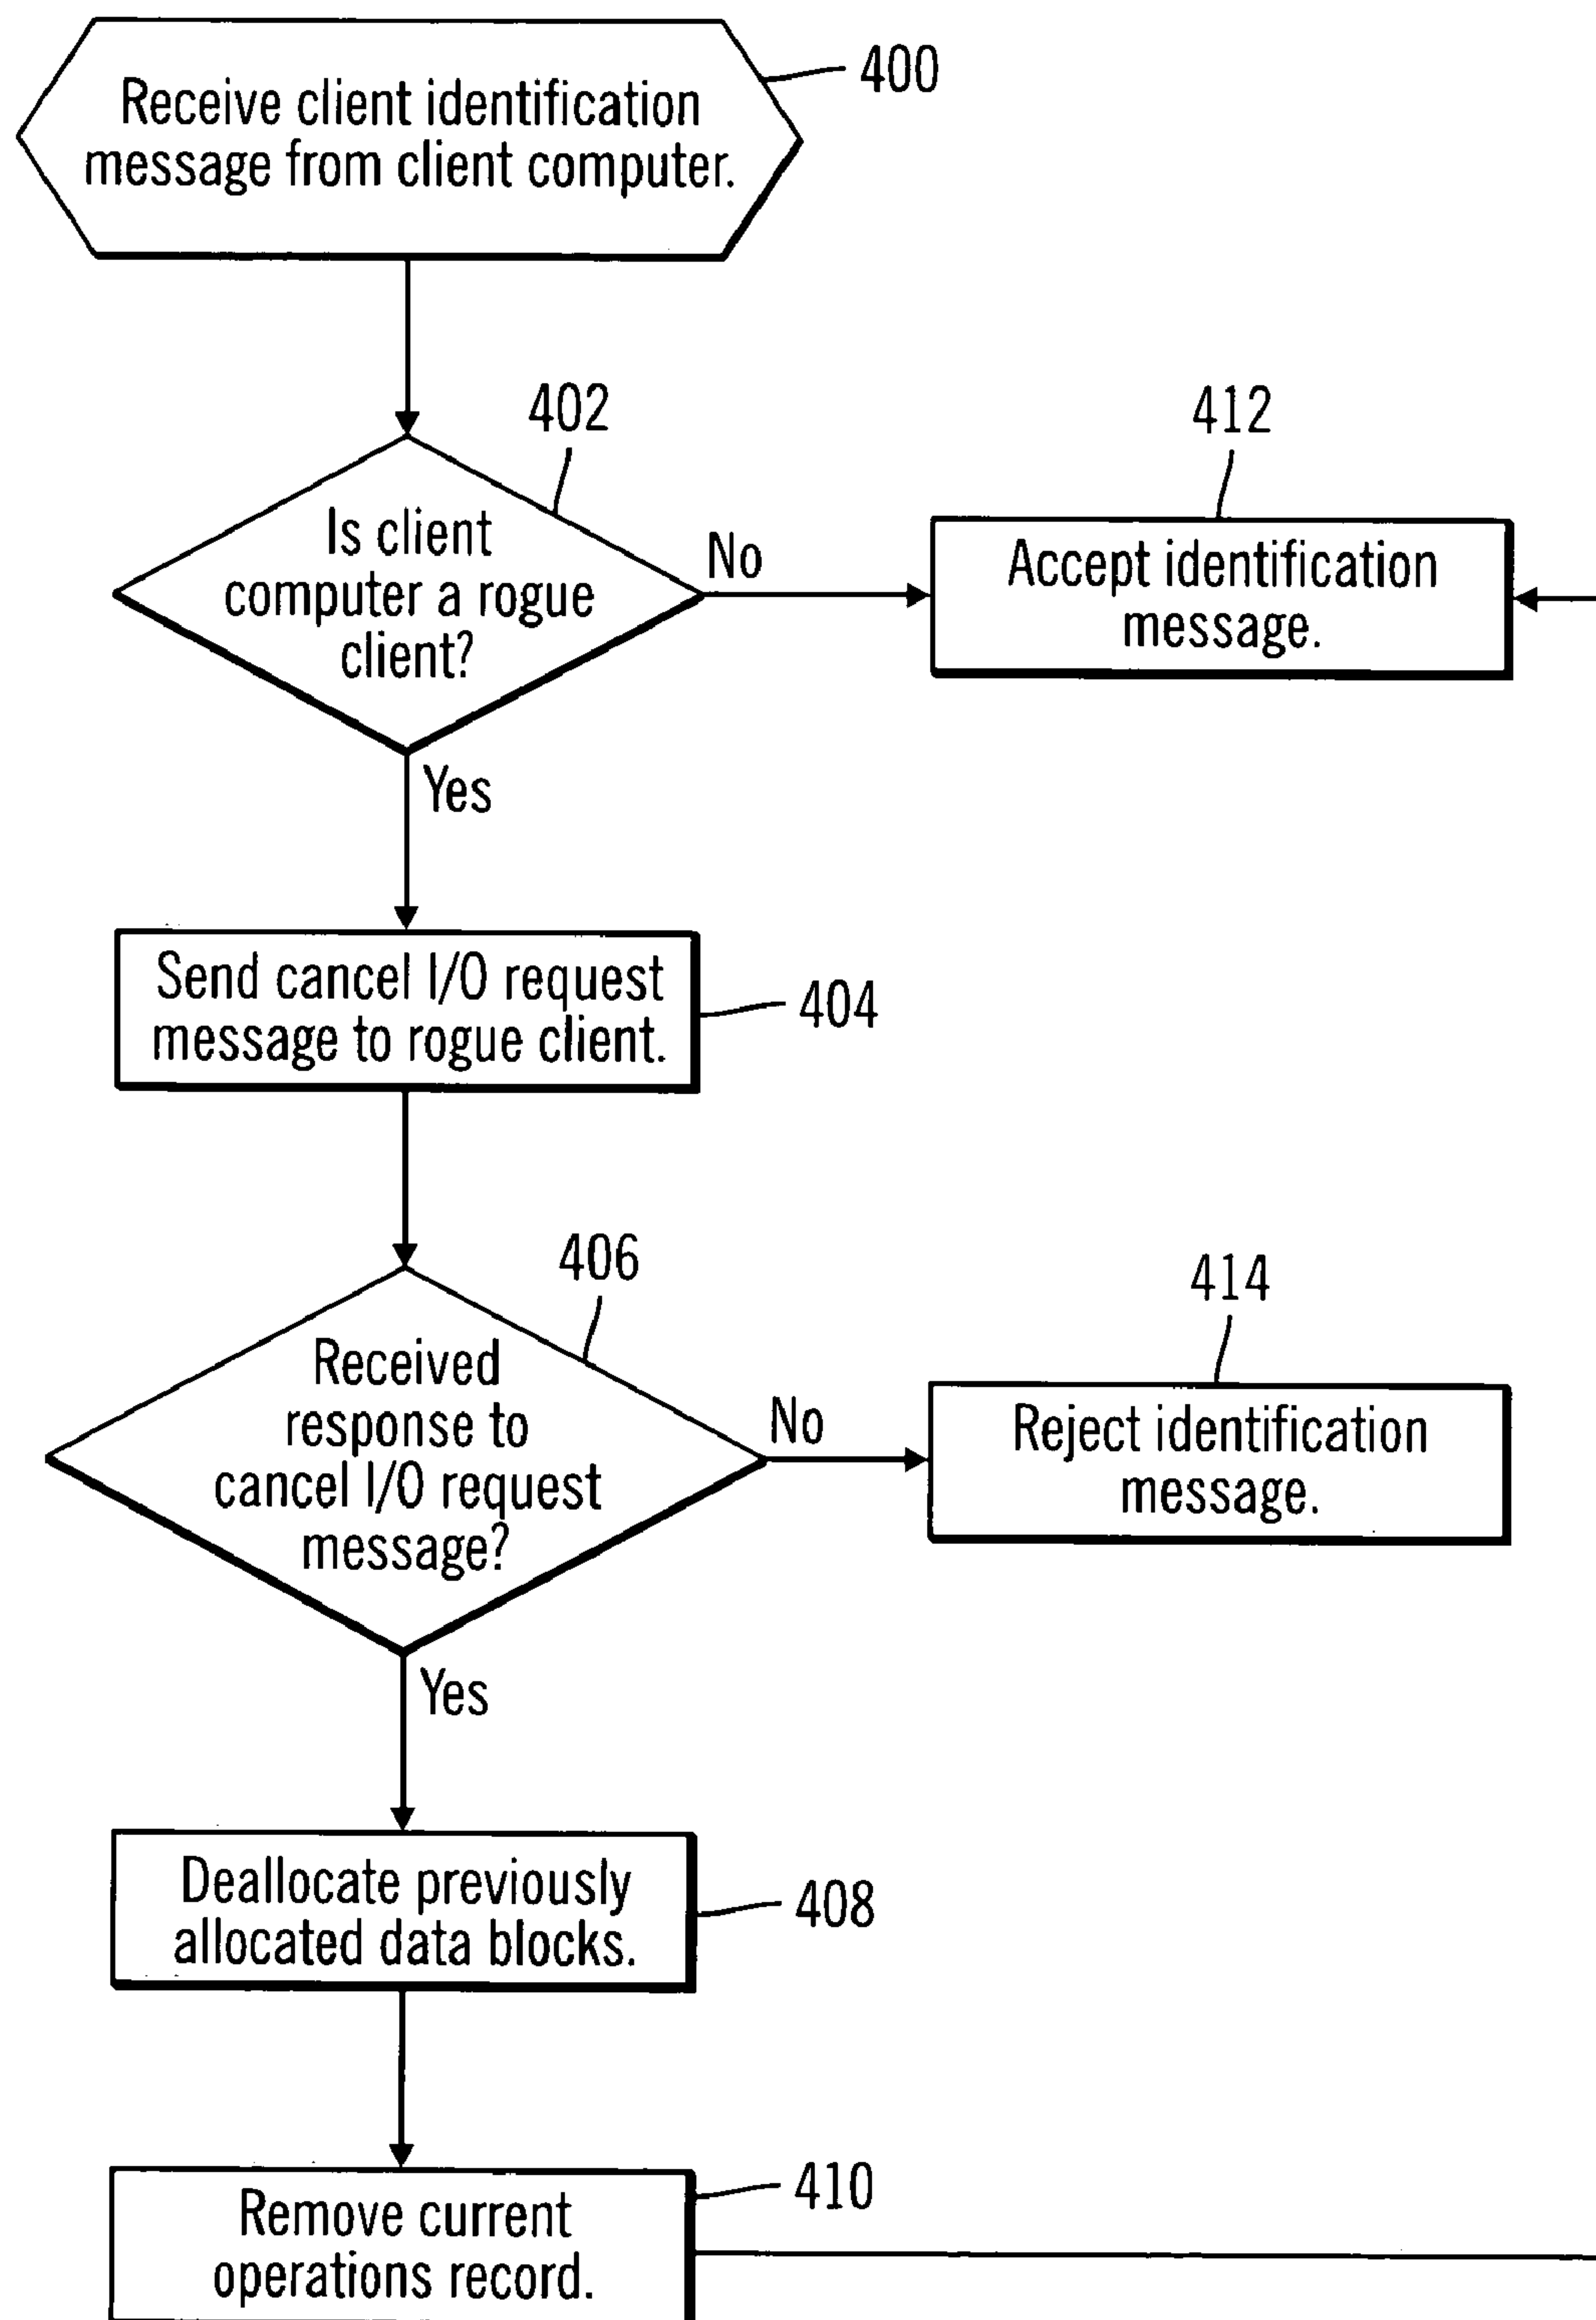 400
Receive client identification
message from client computer.
402
412
Is client
computer a rogue
client?
No
Accept identification
message.
Yes
Send cancel I/O request
message to rogue client.
404
406
414
Received
response to
cancel I/O request
message?
No
Reject identification
message.
Yes
Deallocate previously
allocated data blocks.
408
410
Remove current
operations record.